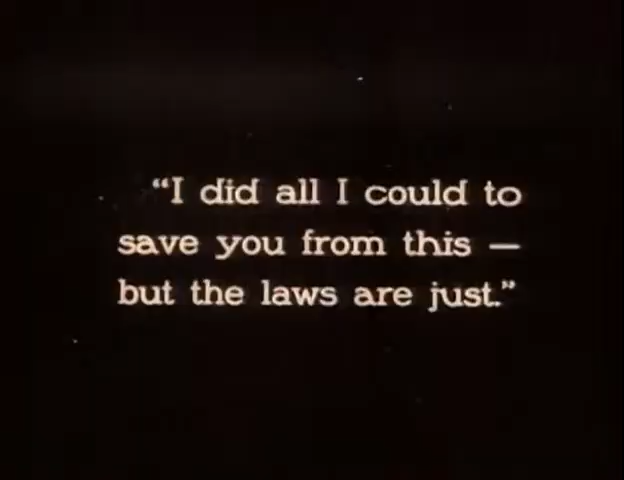 “I did all I could to
save you from this —
but the laws are just.”